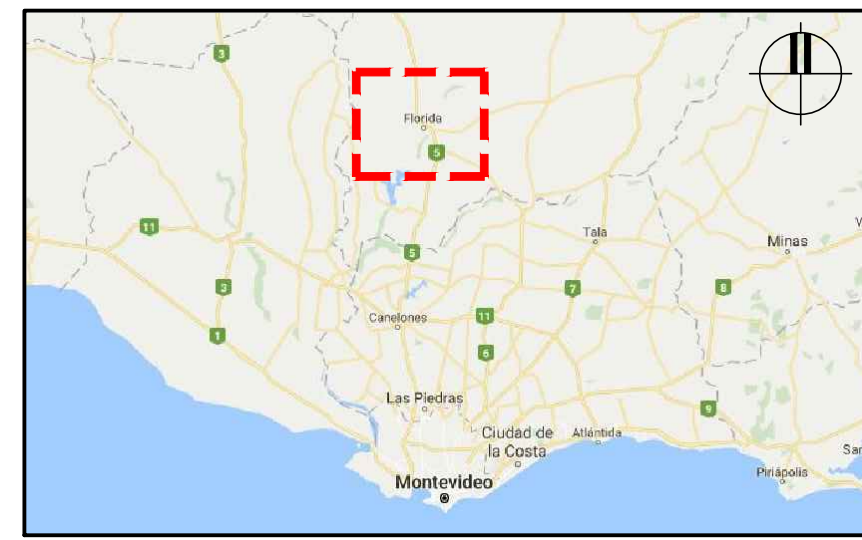 3
Florida
5
11
Tala
V
Minas
5
3
7
8
Canelones
11
1
6
Las Piedras
9
Ciudad de
la Costa
Atlántida
Sar
Piriápolis
Montevideo